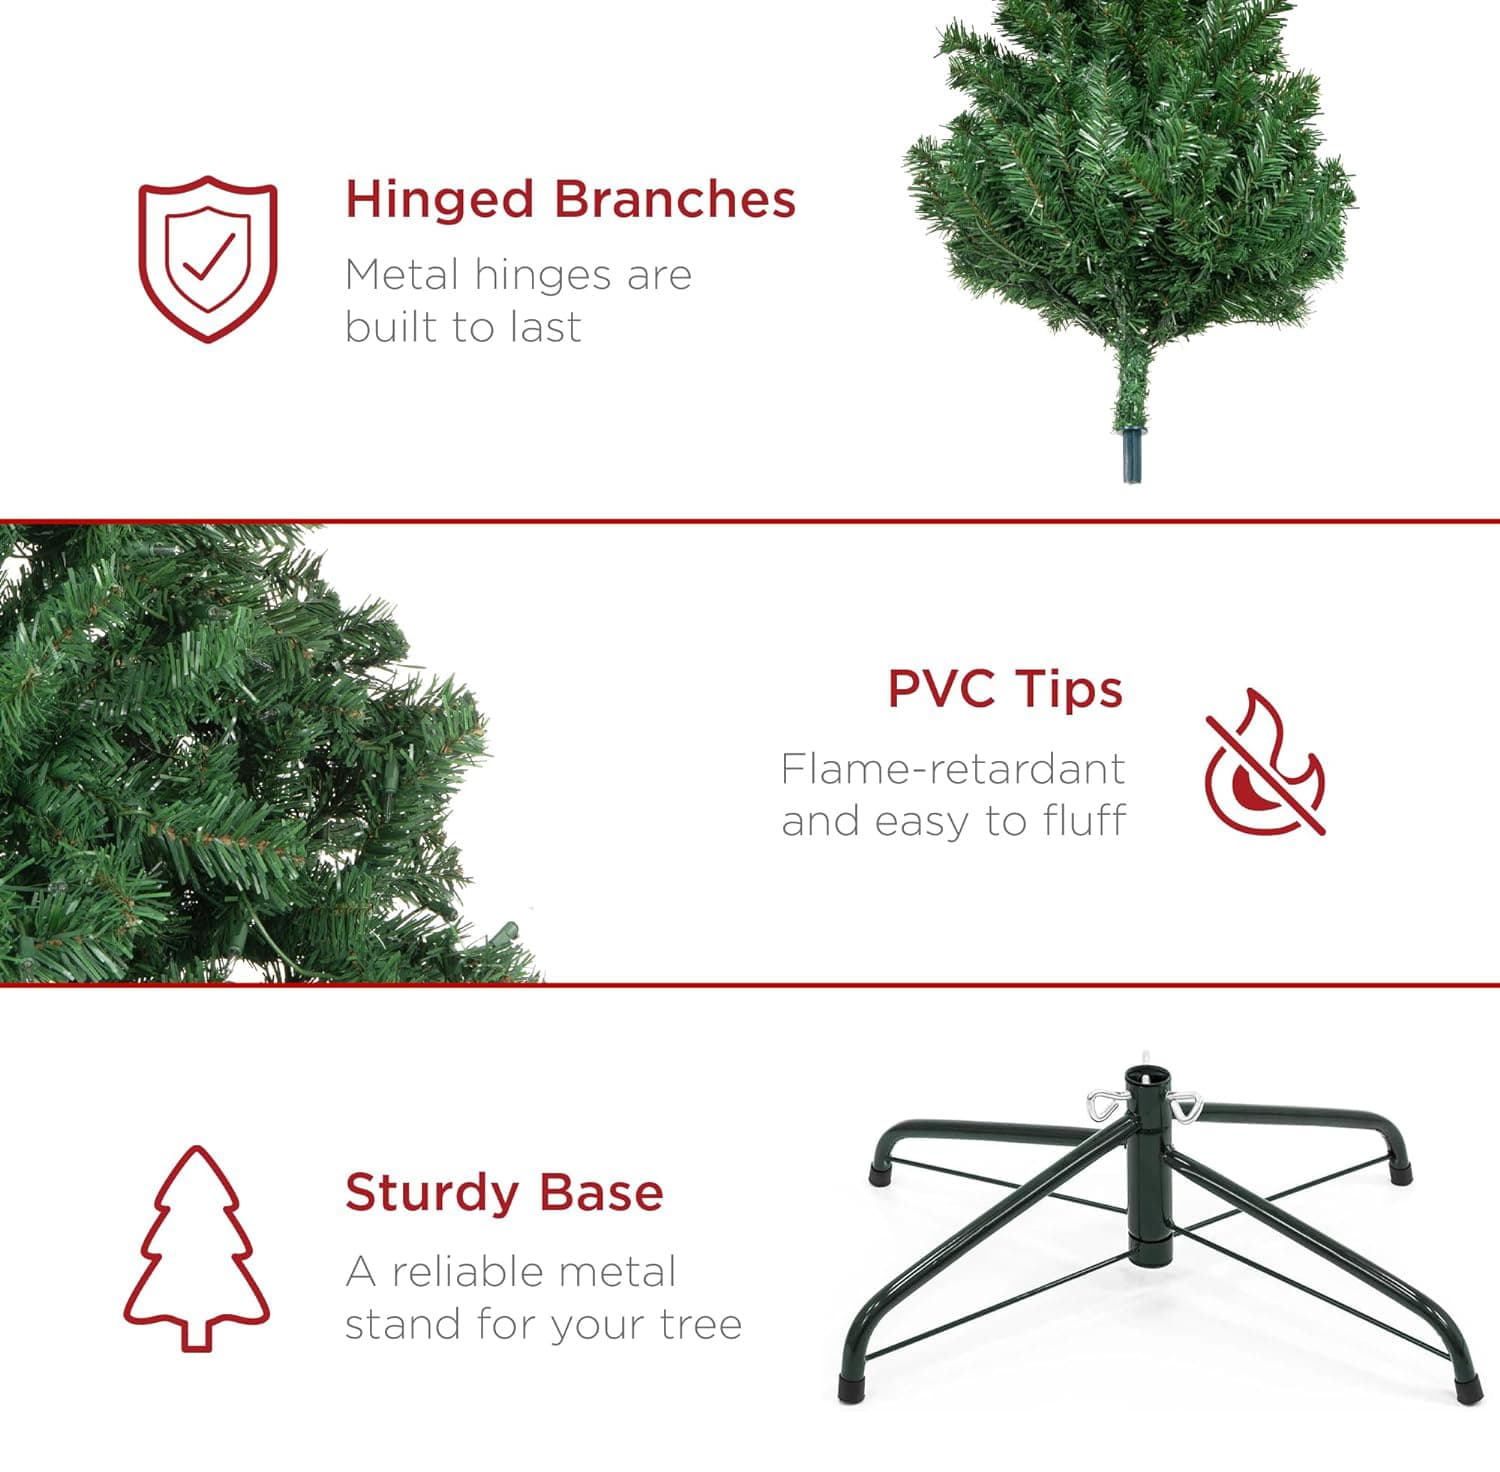 Hinged Branches
Metal hinges are
built to last
PVC Tips
Flame-retardant
and easy to fluff
Sturdy Base
A reliable metal
stand for your tree